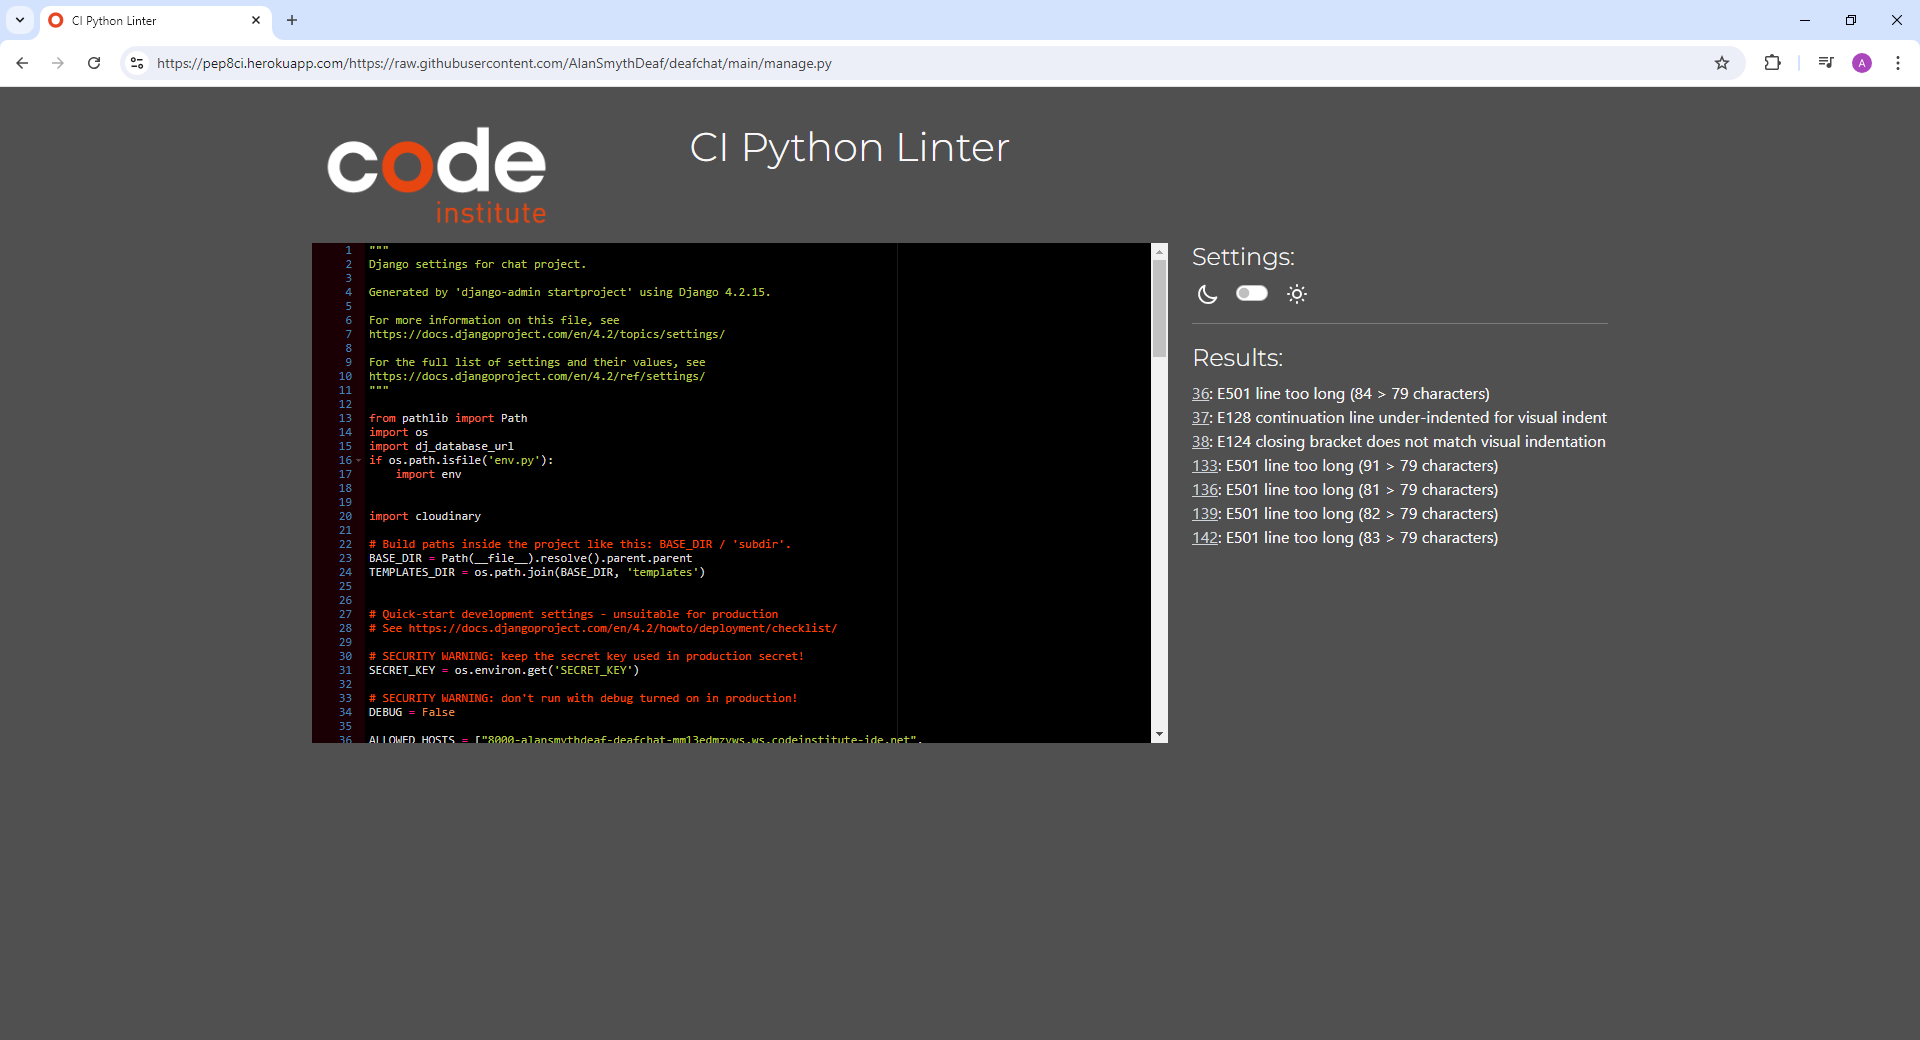 CI Python Linter
https://pep8ci.herokuapp.com/https://raw.githubusercontent.com/AlanSmythDeaf/deafchat/main/manage.py
A
code
institute
CI Python Linter
1 """
2 Django settings for chat project.
3
4 Generated by 'django-admin startproject' using Django 4.2.15.
5
6 For more information on this file, see
7 https://docs.djangoproject.com/en/4.2/topics/settings/
8
9 For the full list of settings and their values, see
10 https://docs.djangoproject.com/en/4.2/ref/settings/
11 """
12
13 from pathlib import Path
14 import os
15 import dj_database_url
16 if os.path.isfile('env.py'):
17     import env
18
19
20 import cloudinary
21
22 # Build paths inside the project like this: BASE_DIR / 'subdir'.
23 BASE_DIR = Path(__file__).resolve().parent.parent
24 TEMPLATES_DIR = os.path.join(BASE_DIR, 'templates')
25
26
27 # Quick-start development settings - unsuitable for production
28 # See https://docs.djangoproject.com/en/4.2/howto/deployment/checklist/
29
30 # SECURITY WARNING: keep the secret key used in production secret!
31 SECRET_KEY = os.environ.get('SECRET_KEY')
32
33 # SECURITY WARNING: don't run with debug turned on in production!
34 DEBUG = False
35
36 ALLOWED_HOSTS = ["8000-alansmythdeaf-deafchat-mm13edmzyws.ws.codeinstitute-ide.net",
Settings:
Results:
36: E501 line too long (84 > 79 characters)
37: E128 continuation line under-indented for visual indent
38: E124 closing bracket does not match visual indentation
133: E501 line too long (91 > 79 characters)
136: E501 line too long (81 > 79 characters)
139: E501 line too long (82 > 79 characters)
142: E501 line too long (83 > 79 characters)